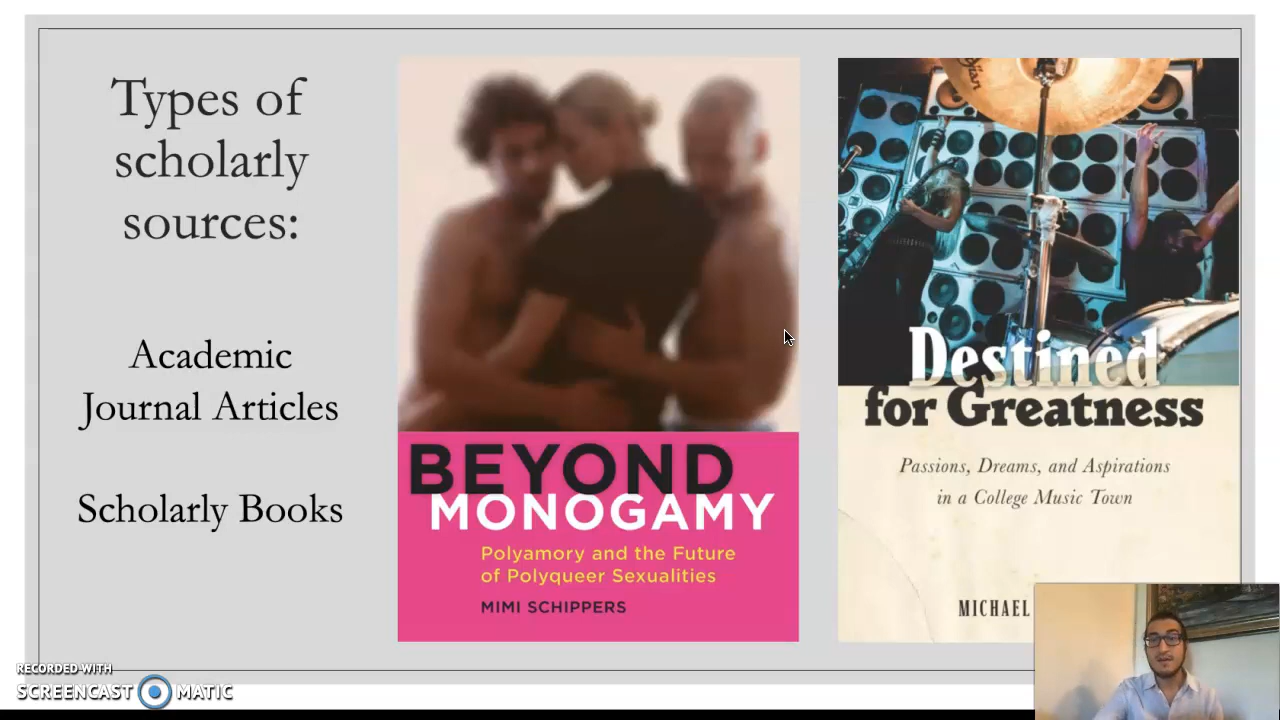 Types of
scholarly
sources:
Academic
Journal Articles
Scholarly Books
BEYOND
MONOGAMY
Polyamory and the Future
of Polyqueer Sexualities
MIMI SCHIPPERS
Destined
for Greatness
Passions, Dreams, and Aspirations
in a College Music Town
MICHAEL
RECORDED WITH
SCREENCAST MATIC